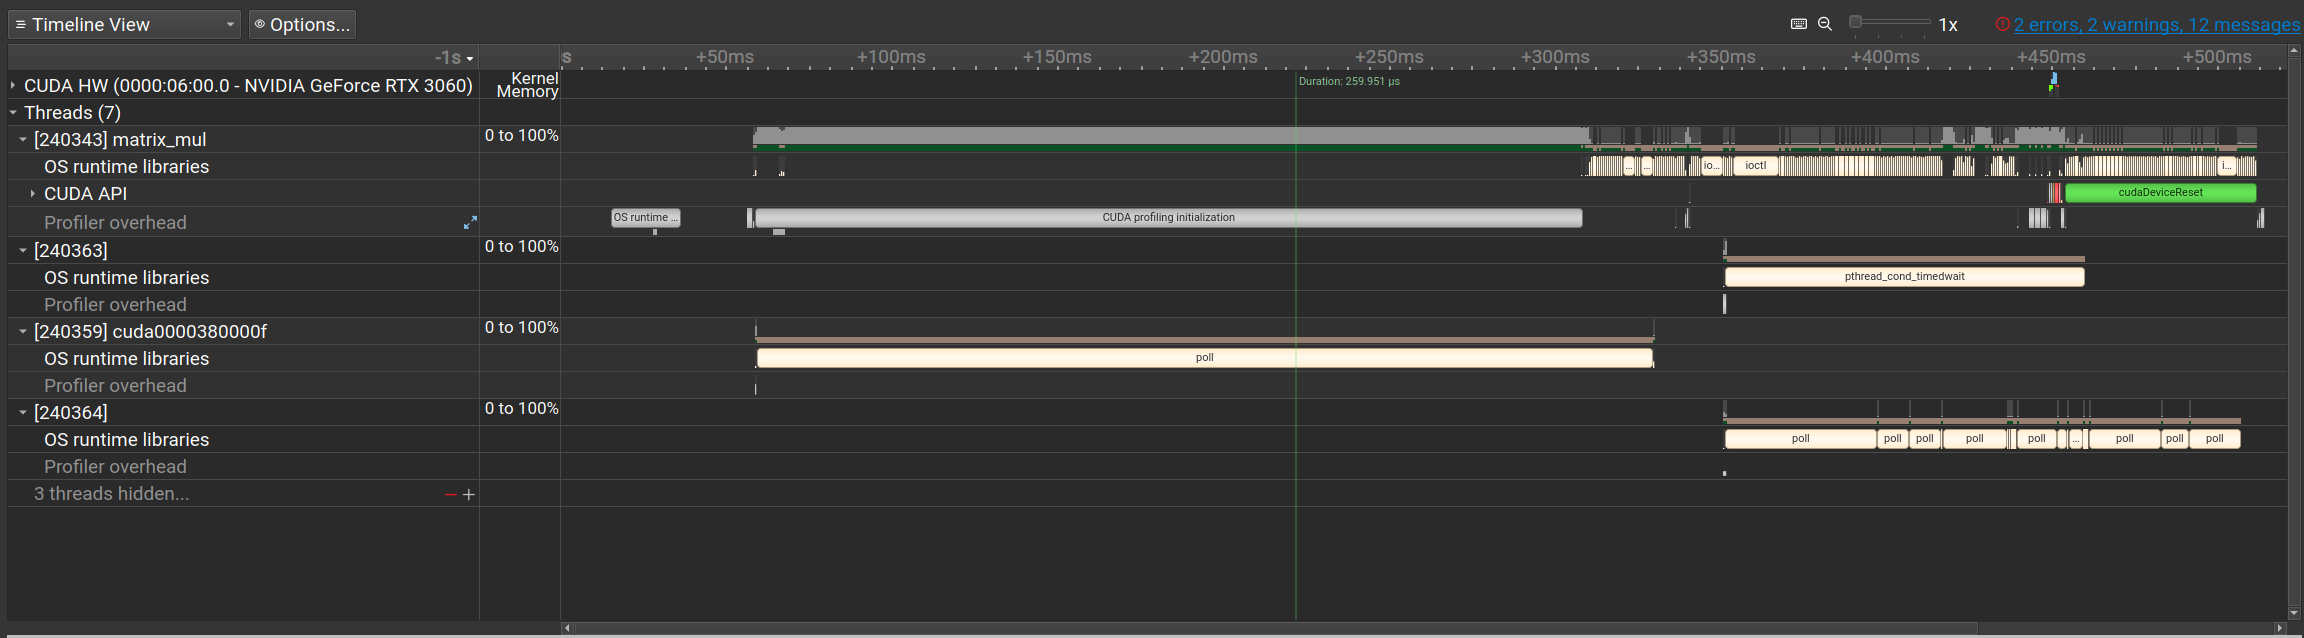 Timeline View Options... 1x 2 errors, 2 warnings, 12 messages
-1s s +50ms +100ms +150ms +200ms +250ms +300ms +350ms +400ms +450ms +500ms
CUDA HW (0000:06:00.0 - NVIDIA GeForce RTX 3060) Kernel Memory Duration: 259.951 µs
Threads (7)
[240343] matrix_mul 0 to 100%
OS runtime libraries ... ... io... ioctl i...
CUDA API cudaDeviceReset
Profiler overhead OS runtime ... CUDA profiling initialization
[240363] 0 to 100%
OS runtime libraries pthread_cond_timedwait
Profiler overhead
[240359] cuda0000380000f 0 to 100%
OS runtime libraries poll
Profiler overhead
[240364] 0 to 100%
OS runtime libraries poll poll poll poll poll ... poll poll poll
Profiler overhead
3 threads hidden...